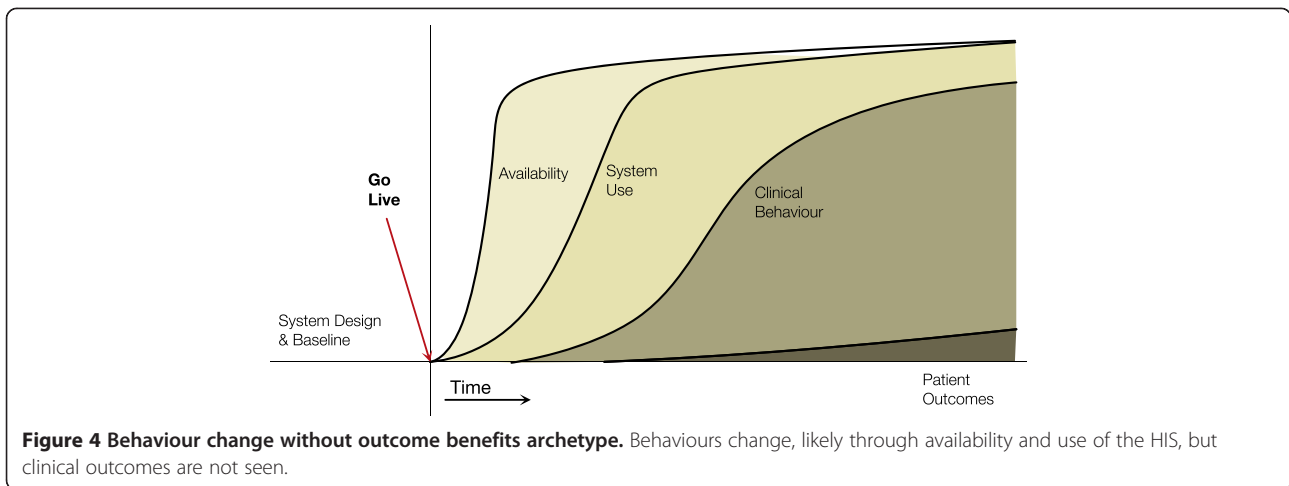 Go
Live
Availability
System
Use
Clinical
Behaviour
System Design
& Baseline
Time
Patient
Outcomes
Figure 4 Behaviour change without outcome benefits archetype. Behaviours change, likely through availability and use of the HIS, but
clinical outcomes are not seen.